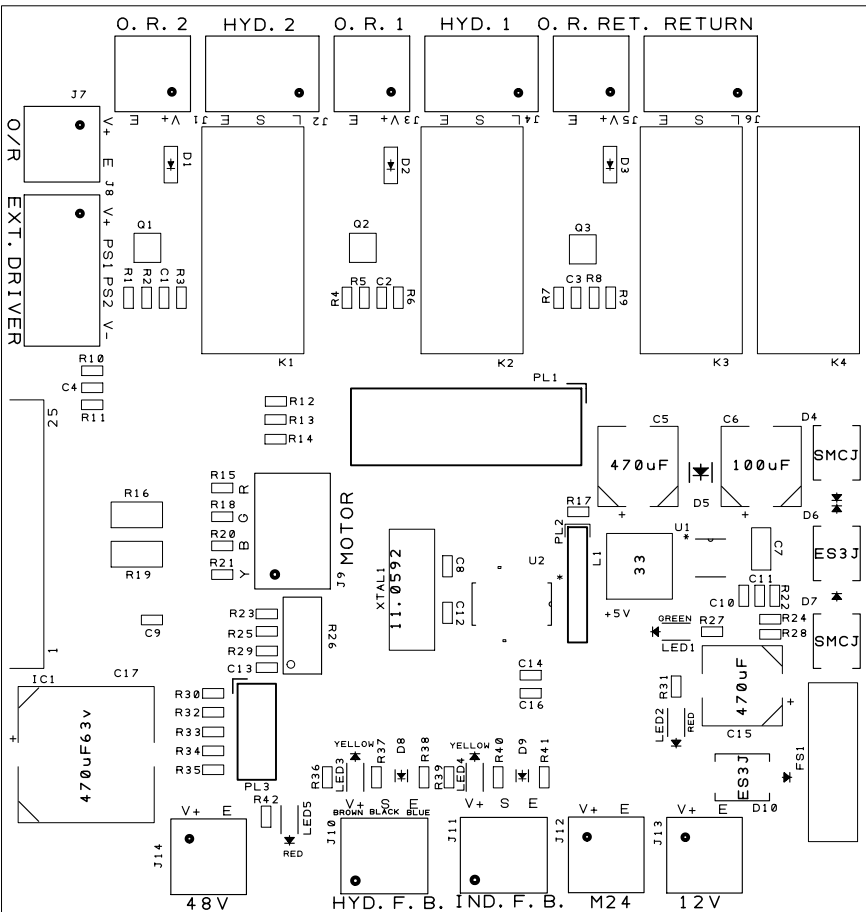 O. R. 2 HYD. 2 O. R. 1 HYD. 1 O. R. RET. RETURN
J7
O/R
V+ E
E V+ J1
E S L J2
E V+ J3
E S L J4
E V+ J5
E S L J6
D1 D2 D3
J8
EXT. DRIVER
V+ PS1 PS2 V-
Q1 Q2 Q3
R1 R2 C1 R3
R4 R5 C2 R6
R7 C3 R8 R9
K1 K2 K3 K4
R10
C4
R11
PL1
25
1
IC1
R12
R13
R14
C5 C6 D4
470uF 100uF SMCJ
+ +
D5
R15 R
R18 G
R20 B
R21 Y
MOTOR
J9
R16
R19
C9
R17
PL2
U2
*
L1
33
+5V
U1
*
C7
D6
ES3J
XTAL1
11.0592
C8
C12
C10 C11 R22
D7
SMCJ
R23
R25
R29
C13
R26
GREEN
LED1
R27
R24
R28
C14
C16
R31
LED2
RED
470uF
+
C15
C17
+
470uF63v
R30
R32
R33
R34
R35
PL3
R36
YELLOW
LED3
R37
D8
R38
R39
YELLOW
LED4
R40
D9
R41
ES3J
D10
FS1
R42
LED5
RED
V+ E
J14
48V
V+ S E
BROWN BLACK BLUE
J10
HYD. F. B.
V+ S E
J11
IND. F. B.
V+ E
J12
M24
V+ E
J13
12V